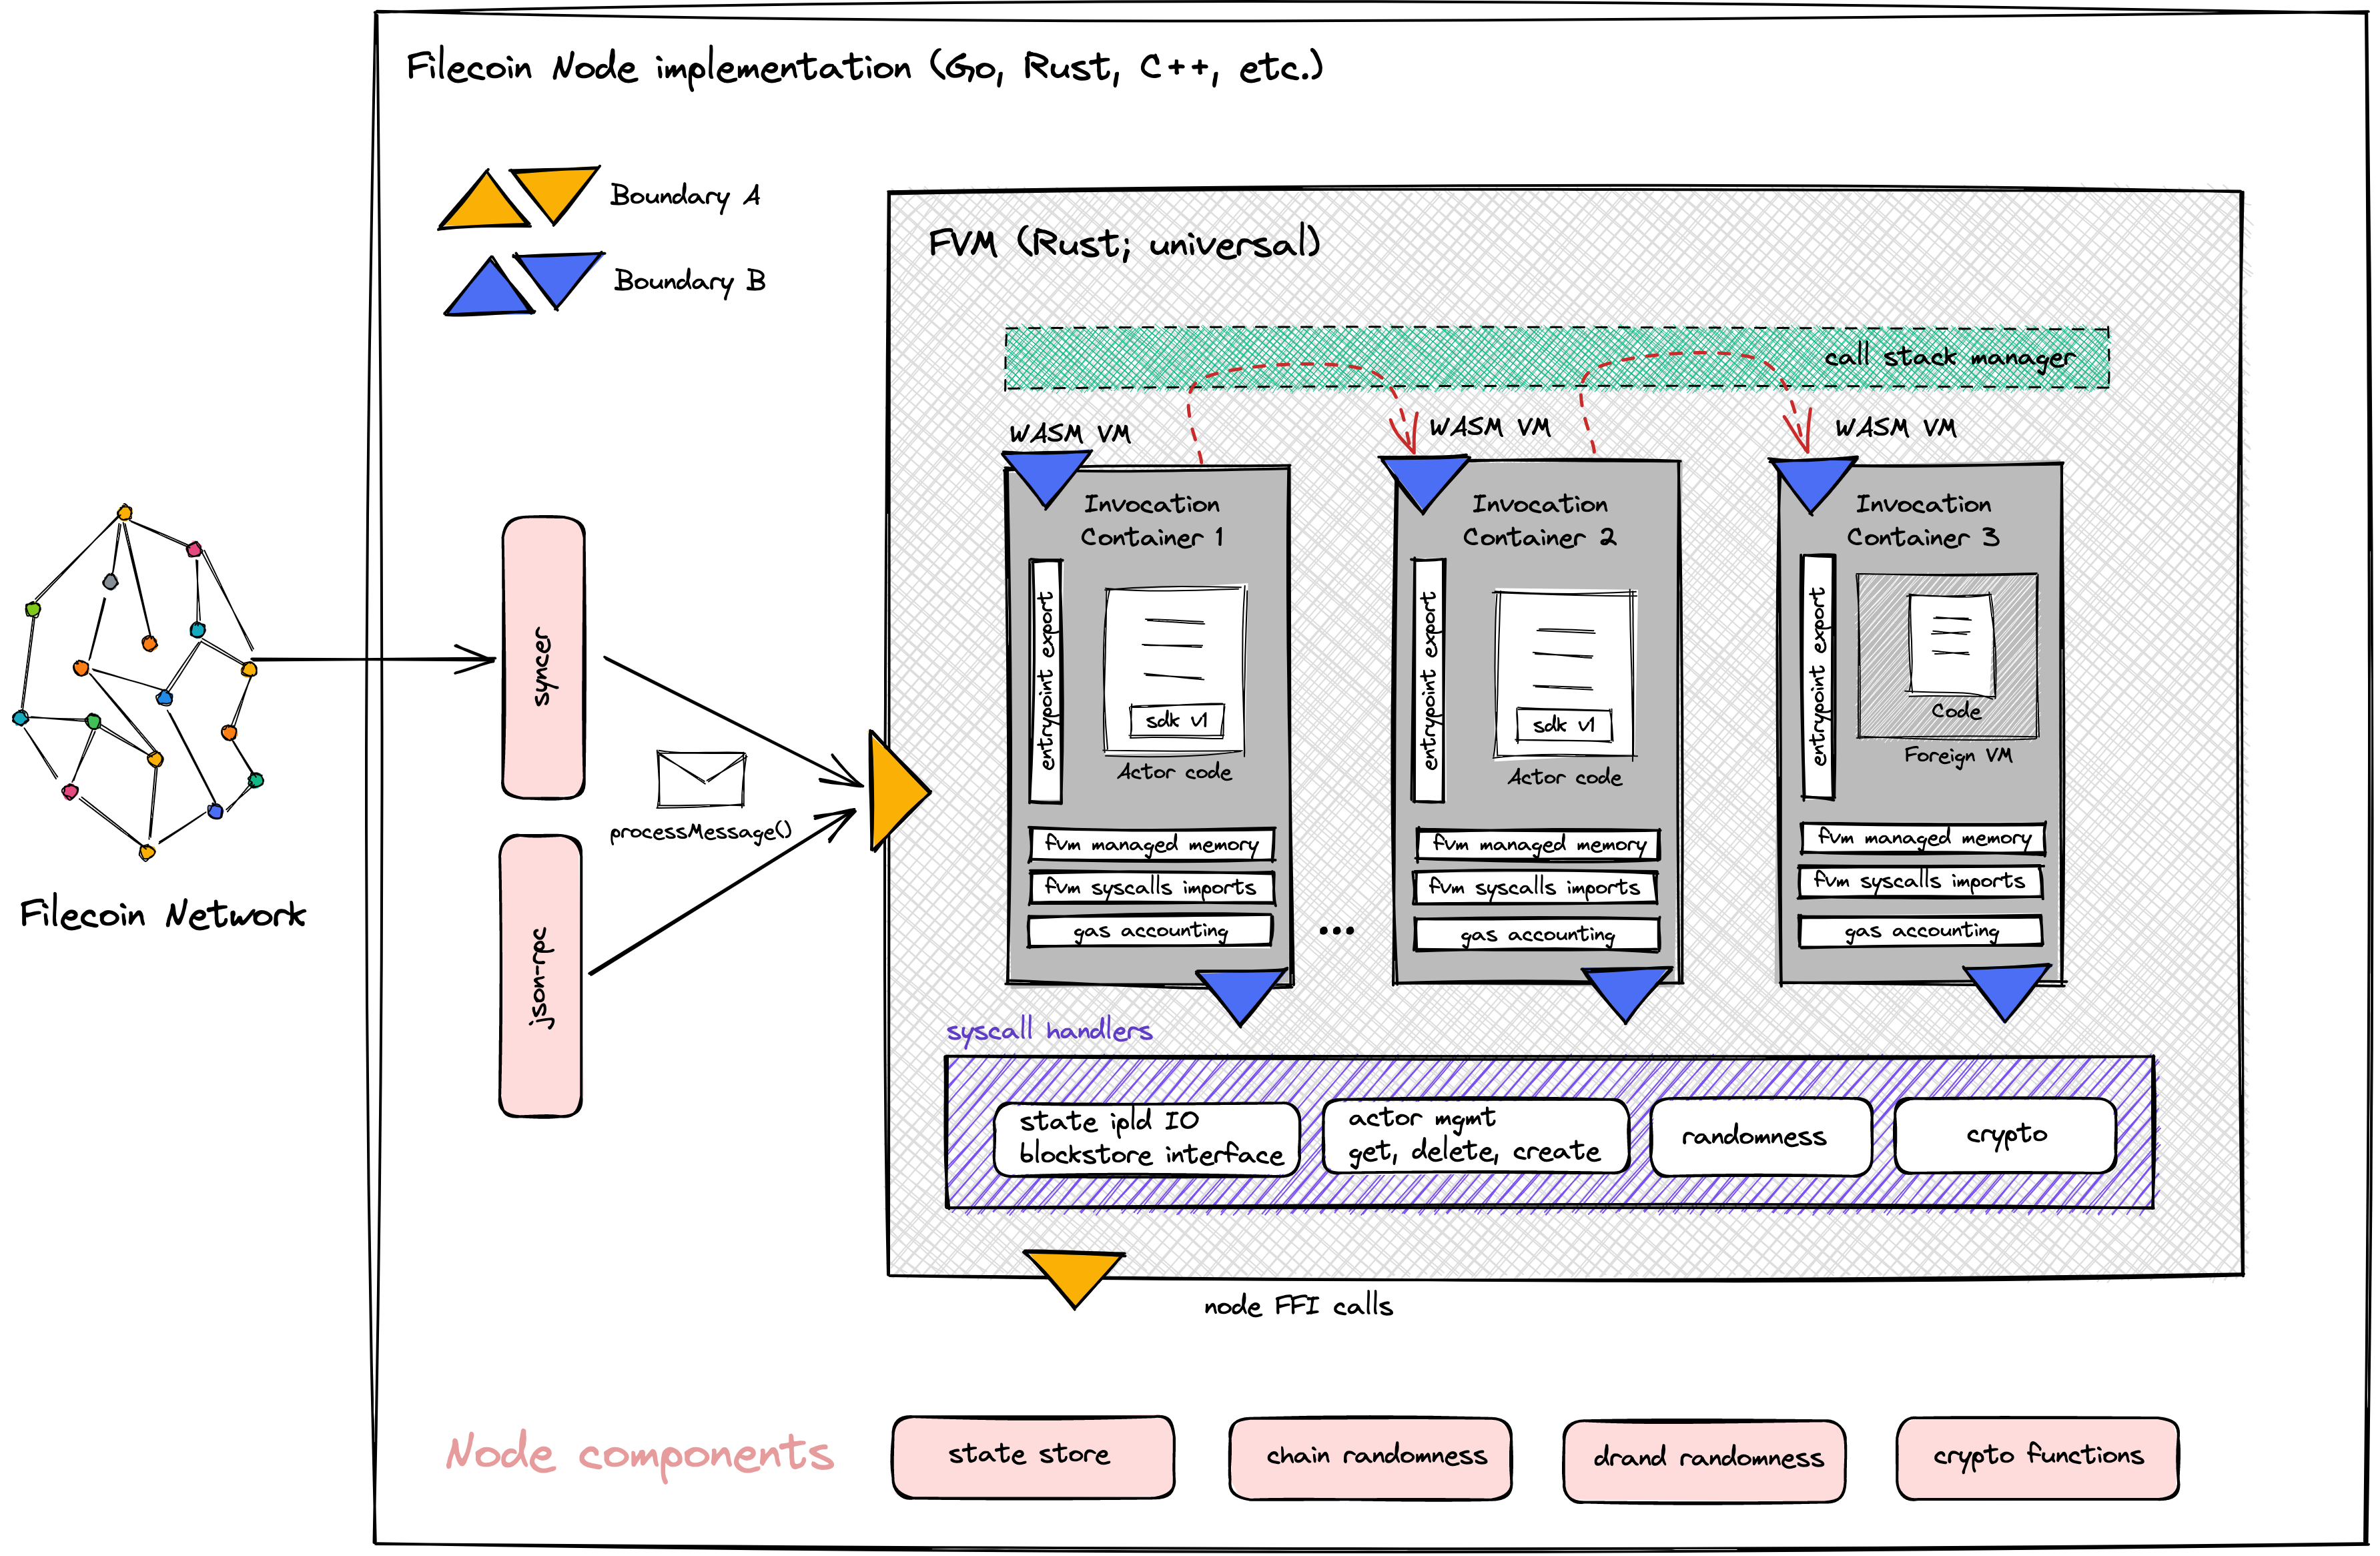 Filecoin Node implementation (Go, Rust, C++, etc.)
Boundary A
Boundary B
FVM (Rust; universal)
call stack manager
WASM VM
WASM VM
WASM VM
Invocation
Container 1
entrypoint export
sdk v1
Actor code
fvm managed memory
fvm syscalls imports
gas accounting
...
Invocation
Container 2
entrypoint export
sdk v1
Actor code
fvm managed memory
fvm syscalls imports
gas accounting
Invocation
Container 3
entrypoint export
Code
Foreign VM
fvm managed memory
fvm syscalls imports
gas accounting
Filecoin Network
syncer
processMessage()
json-rpc
syscall handlers
state ipld IO
blockstore interface
actor mgmt
get, delete, create
randomness
crypto
node FFI calls
Node components
state store
chain randomness
drand randomness
crypto functions